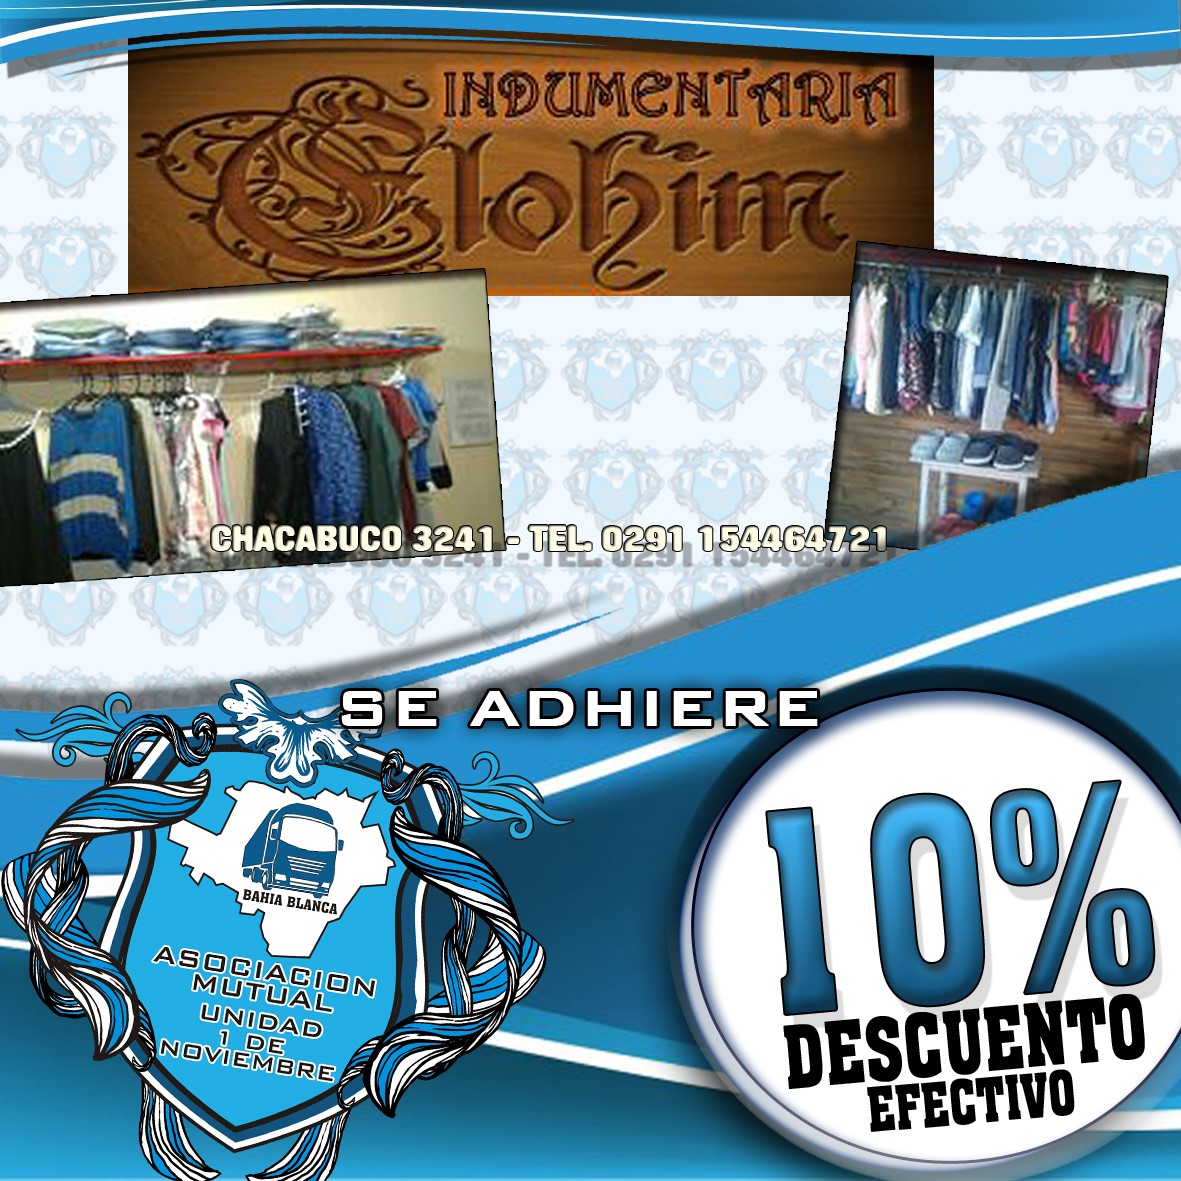 INDUMENTARIA
Elohim
CHACABUCO 3241 - TEL. 0291 154464721
SE ADHIERE
BAHIA BLANCA
ASOCIACION
MUTUAL
UNIDAD
1 DE
NOVIEMBRE
10%
DESCUENTO
EFECTIVO